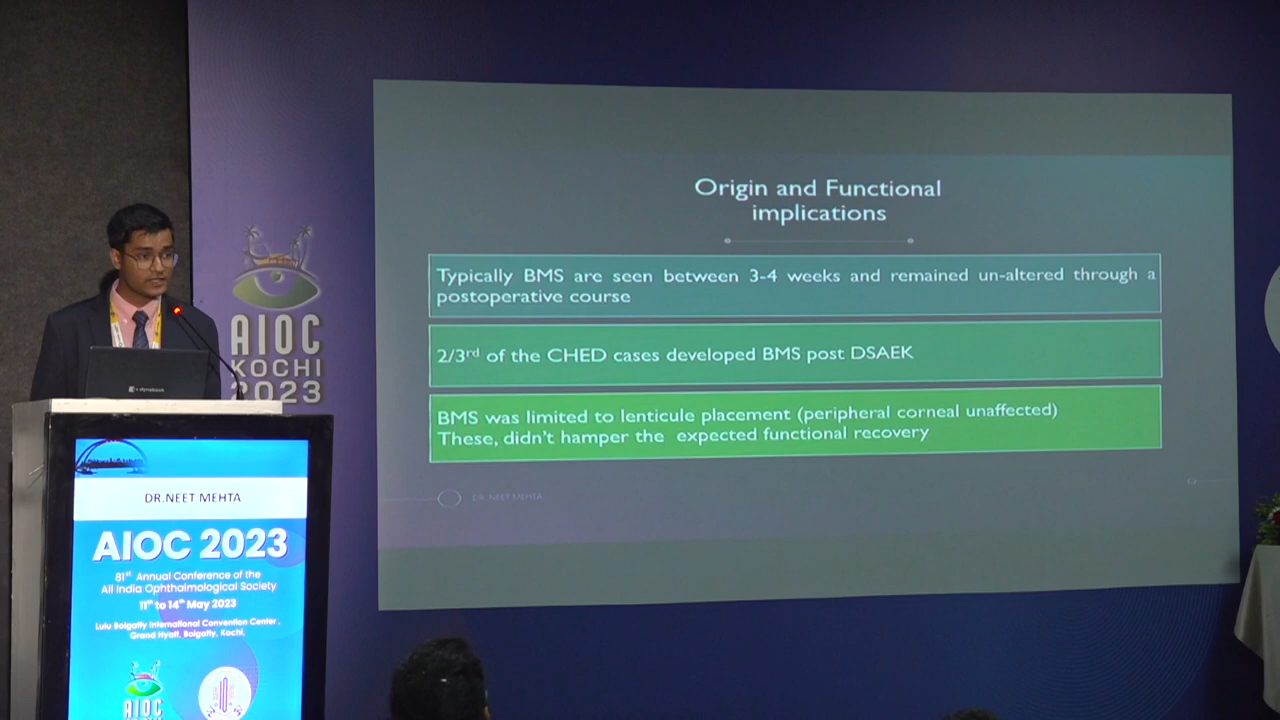 Origin and Functional
implications
Typically BMS are seen between 3-4 weeks and remained un-altered through a
postoperative course
2/3rd of the CHED cases developed BMS post DSAEK
BMS was limited to lenticule placement (peripheral corneal unaffected)
These, didn't hamper the expected functional recovery
DR.NEET MEHTA
AIOC
KOCHI
2023
DR.NEET MEHTA
AIOC 2023
81st Annual Conference of the
All India Ophthalmological Society
11th to 14th May 2023
Lulu Bolgatty International Convention Center,
Grand Hyatt, Bolgatty, Kochi,
AIOC